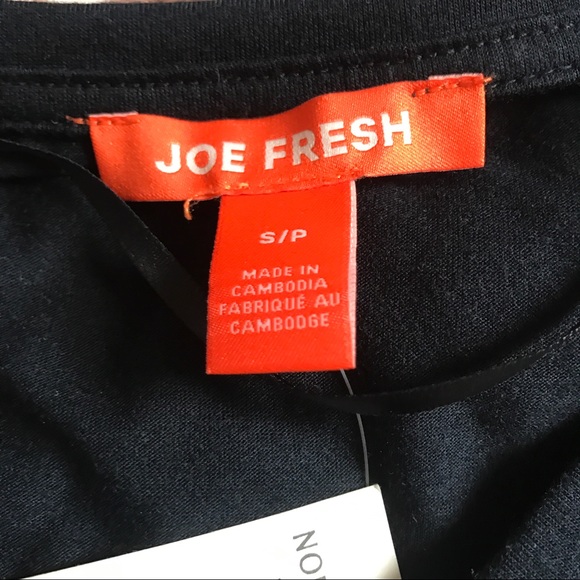 JOE FRESH
S/P
MADE IN
CAMBODIA
FABRIQUÉ AU
CAMBODGE